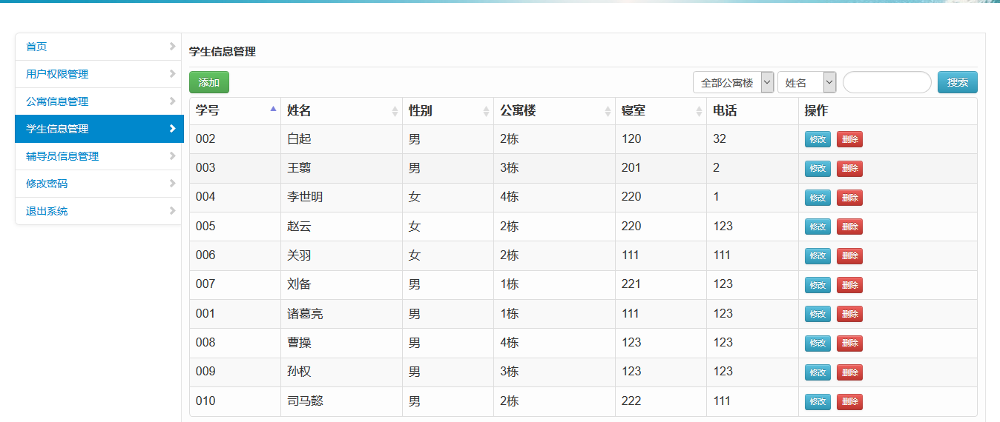 首页
用户权限管理
公寓信息管理
学生信息管理
辅导员信息管理
修改密码
退出系统
学生信息管理
添加 全部公寓楼 姓名 搜索
学号 姓名 性别 公寓楼 寝室 电话 操作
002 白起 男 2栋 120 32 修改 删除
003 王翦 男 3栋 201 2 修改 删除
004 李世明 女 4栋 220 1 修改 删除
005 赵云 女 2栋 220 123 修改 删除
006 关羽 女 2栋 111 111 修改 删除
007 刘备 男 1栋 221 123 修改 删除
001 诸葛亮 男 1栋 111 123 修改 删除
008 曹操 男 4栋 123 123 修改 删除
009 孙权 男 3栋 123 123 修改 删除
010 司马懿 男 2栋 222 111 修改 删除